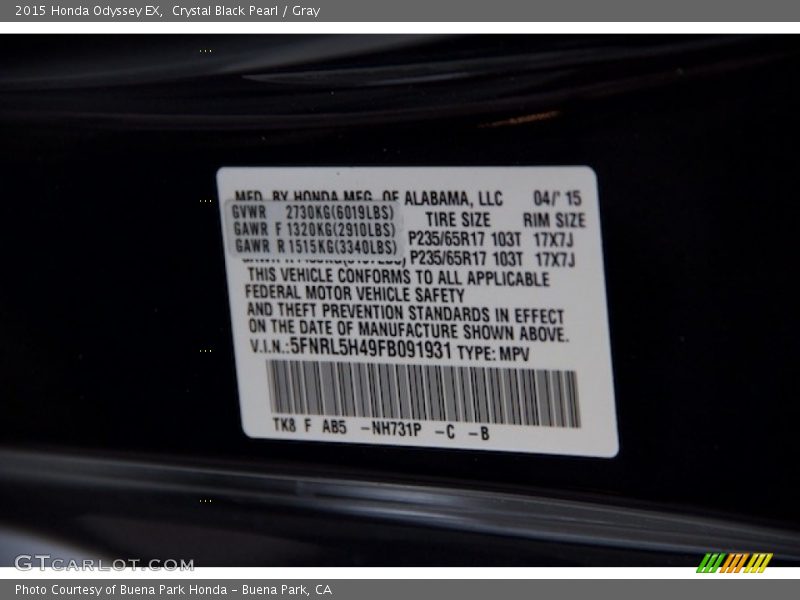 2015 Honda Odyssey EX,  Crystal Black Pearl / Gray
MFD. BY HONDA MFG. OF ALABAMA, LLC 04/' 15
GVWR 2730KG(6019LBS) TIRE SIZE RIM SIZE
GAWR F 1320KG(2910LBS) P235/65R17 103T 17X7J
GAWR R 1515KG(3340LBS) P235/65R17 103T 17X7J
THIS VEHICLE CONFORMS TO ALL APPLICABLE
FEDERAL MOTOR VEHICLE SAFETY
AND THEFT PREVENTION STANDARDS IN EFFECT
ON THE DATE OF MANUFACTURE SHOWN ABOVE.
V.I.N.:5FNRL5H49FB091931 TYPE: MPV
TK8 F AB5 -NH731P -C -B
GTCARLOT.COM
Photo Courtesy of Buena Park Honda - Buena Park, CA